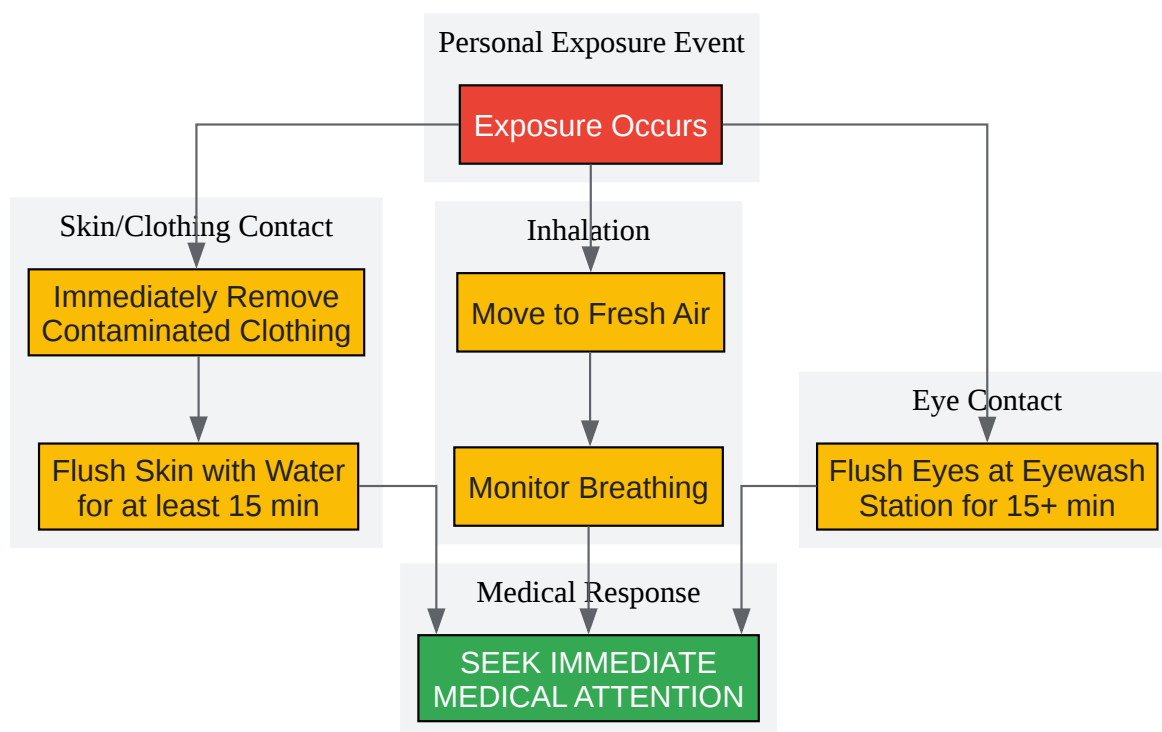 Personal Exposure Event
Exposure Occurs
Skin/Clothing Contact
Immediately Remove
Contaminated Clothing
Flush Skin with Water
for at least 15 min
Inhalation
Move to Fresh Air
Monitor Breathing
Eye Contact
Flush Eyes at Eyewash
Station for 15+ min
Medical Response
SEEK IMMEDIATE
MEDICAL ATTENTION